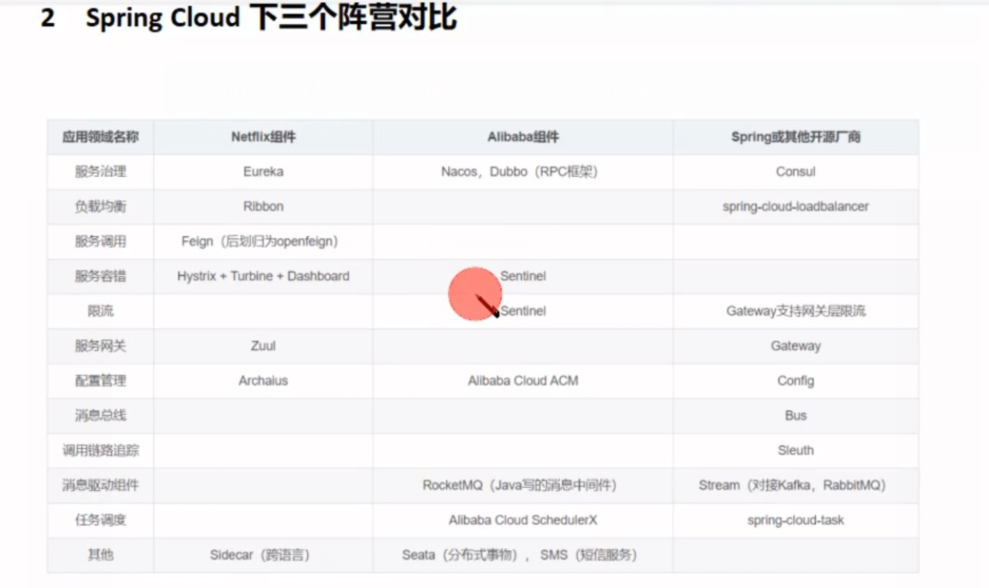 2 Spring Cloud 下三个阵营对比
应用领域名称 Netflix组件 Alibaba组件 Spring或其他开源厂商
服务治理 Eureka Nacos，Dubbo（RPC框架） Consul
负载均衡 Ribbon spring-cloud-loadbalancer
服务调用 Feign（后划归为openfeign）
服务容错 Hystrix + Turbine + Dashboard Sentinel
限流 Sentinel Gateway支持网关层限流
服务网关 Zuul Gateway
配置管理 Archaius Alibaba Cloud ACM Config
消息总线 Bus
调用链路追踪 Sleuth
消息驱动组件 RocketMQ（Java写的消息中间件） Stream（对接Kafka，RabbitMQ）
任务调度 Alibaba Cloud SchedulerX spring-cloud-task
其他 Sidecar（跨语言） Seata（分布式事物），SMS（短信服务）